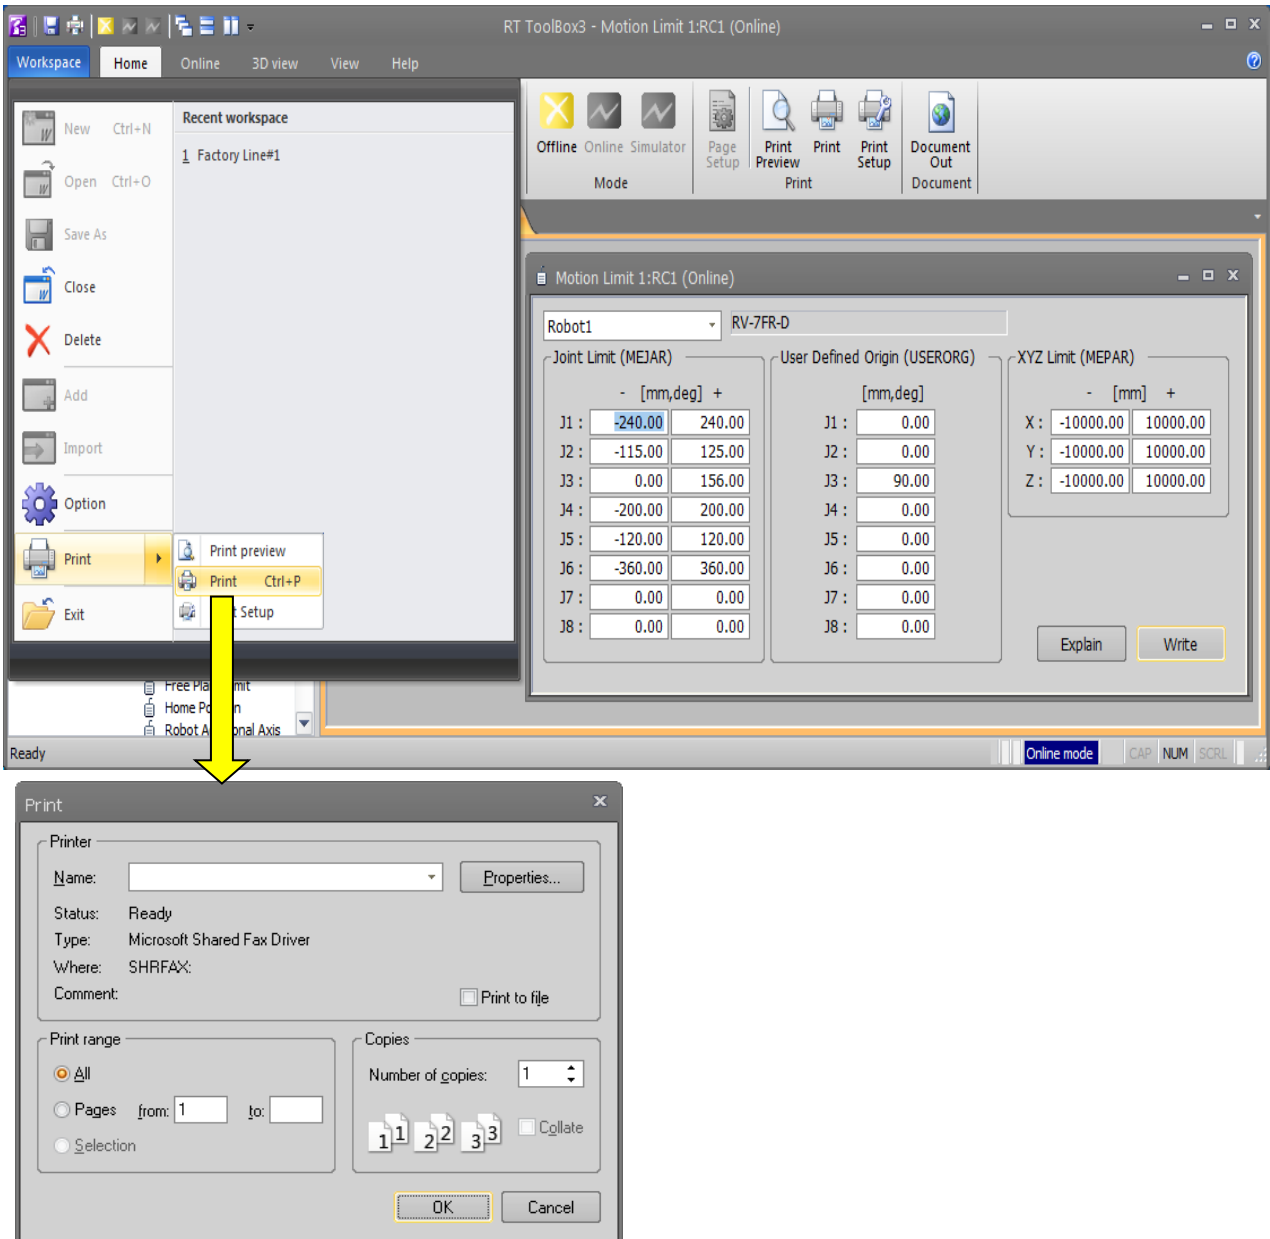 RT ToolBox3 - Motion Limit 1:RC1 (Online)
Workspace Home Online 3D view View Help
New Ctrl+N
Open Ctrl+O
Save As
Close
Delete
Add
Import
Option
Print
Exit
Recent workspace
1 Factory Line#1
Print preview
Print Ctrl+P
Setup
Offline Online Simulator
Mode
Page Setup
Print Preview
Print
Print Setup
Print
Document Out
Document
Motion Limit 1:RC1 (Online)
Robot1 RV-7FR-D
Joint Limit (MEJAR)
- [mm,deg] +
J1 : -240.00 240.00
J2 : -115.00 125.00
J3 : 0.00 156.00
J4 : -200.00 200.00
J5 : -120.00 120.00
J6 : -360.00 360.00
J7 : 0.00 0.00
J8 : 0.00 0.00
User Defined Origin (USERORG)
[mm,deg]
J1 : 0.00
J2 : 0.00
J3 : 90.00
J4 : 0.00
J5 : 0.00
J6 : 0.00
J7 : 0.00
J8 : 0.00
XYZ Limit (MEPAR)
- [mm] +
X : -10000.00 10000.00
Y : -10000.00 10000.00
Z : -10000.00 10000.00
Explain Write
Free
Home
Robot Axis
Ready
Online mode CAP NUM SCRL
Print
Printer
Name: Properties...
Status: Ready
Type: Microsoft Shared Fax Driver
Where: SHRFAX:
Comment:
Print to file
Print range
All
Pages from: 1 to:
Selection
Copies
Number of copies: 1
1 1 2 2 3 3
Collate
OK Cancel